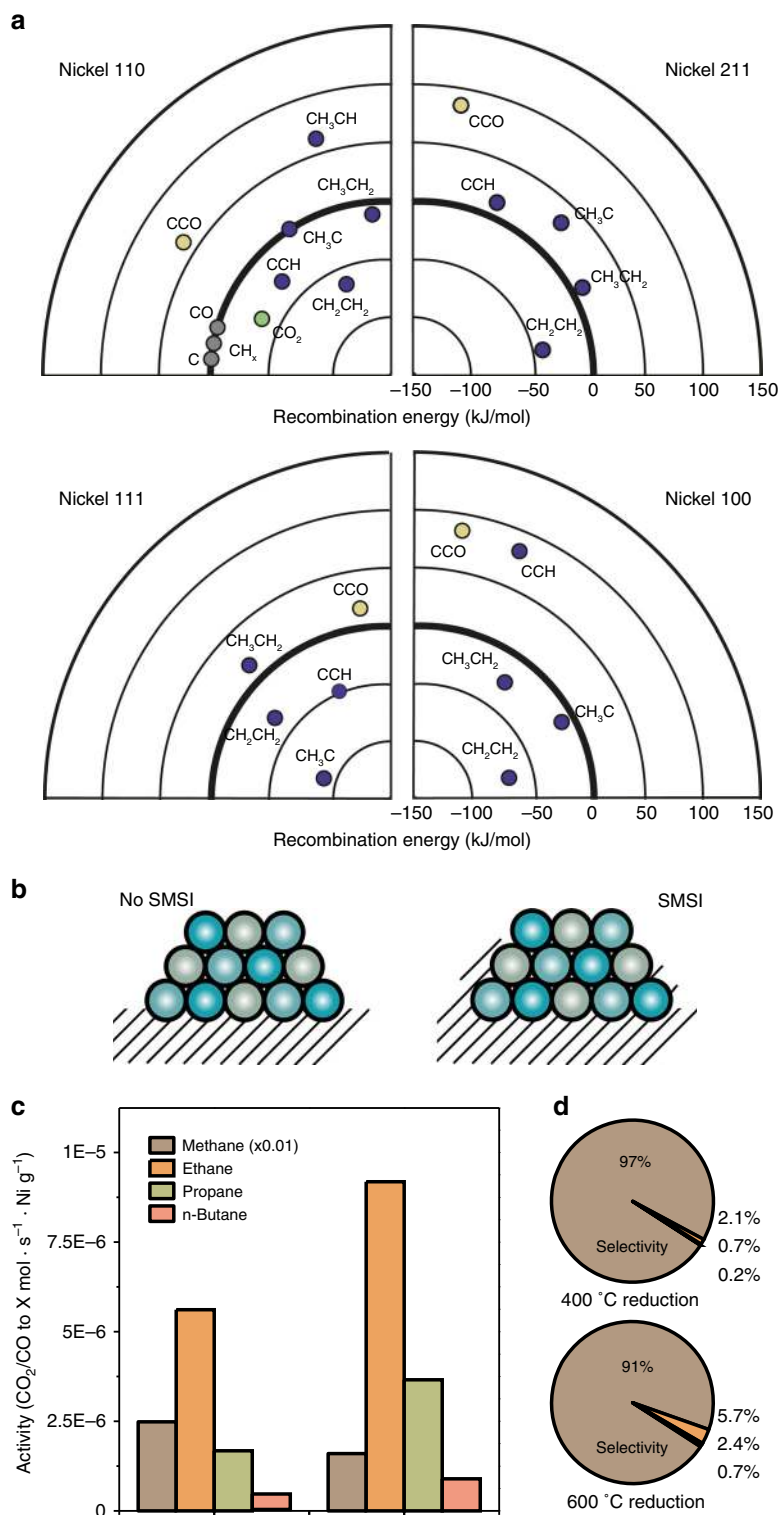 a
Nickel 110
Nickel 211
CH₃CH
CCO
CH₃CH₂
CCH
CCO
CH₃C
CH₃C
CCH
CH₃CH₂
CH₂CH₂
CO
CO₂
CH₂CH₂
C
CHₓ
−150 −100 −50 0 50 100 150
Recombination energy (kJ/mol)
Nickel 111
Nickel 100
CCO
CCH
CCO
CH₃CH₂
CCH
CH₃CH₂
CH₃C
CH₂CH₂
CH₃C
CH₂CH₂
−150 −100 −50 0 50 100 150
Recombination energy (kJ/mol)
b
No SMSI
SMSI
c
Activity (CO₂/CO to X mol · s⁻¹ · Ni g⁻¹)
1E–5
7.5E–6
5E–6
2.5E–6
0
Methane (x0.01)
Ethane
Propane
n-Butane
d
97%
2.1%
0.7%
0.2%
Selectivity
400 ˚C reduction
91%
5.7%
2.4%
0.7%
Selectivity
600 ˚C reduction